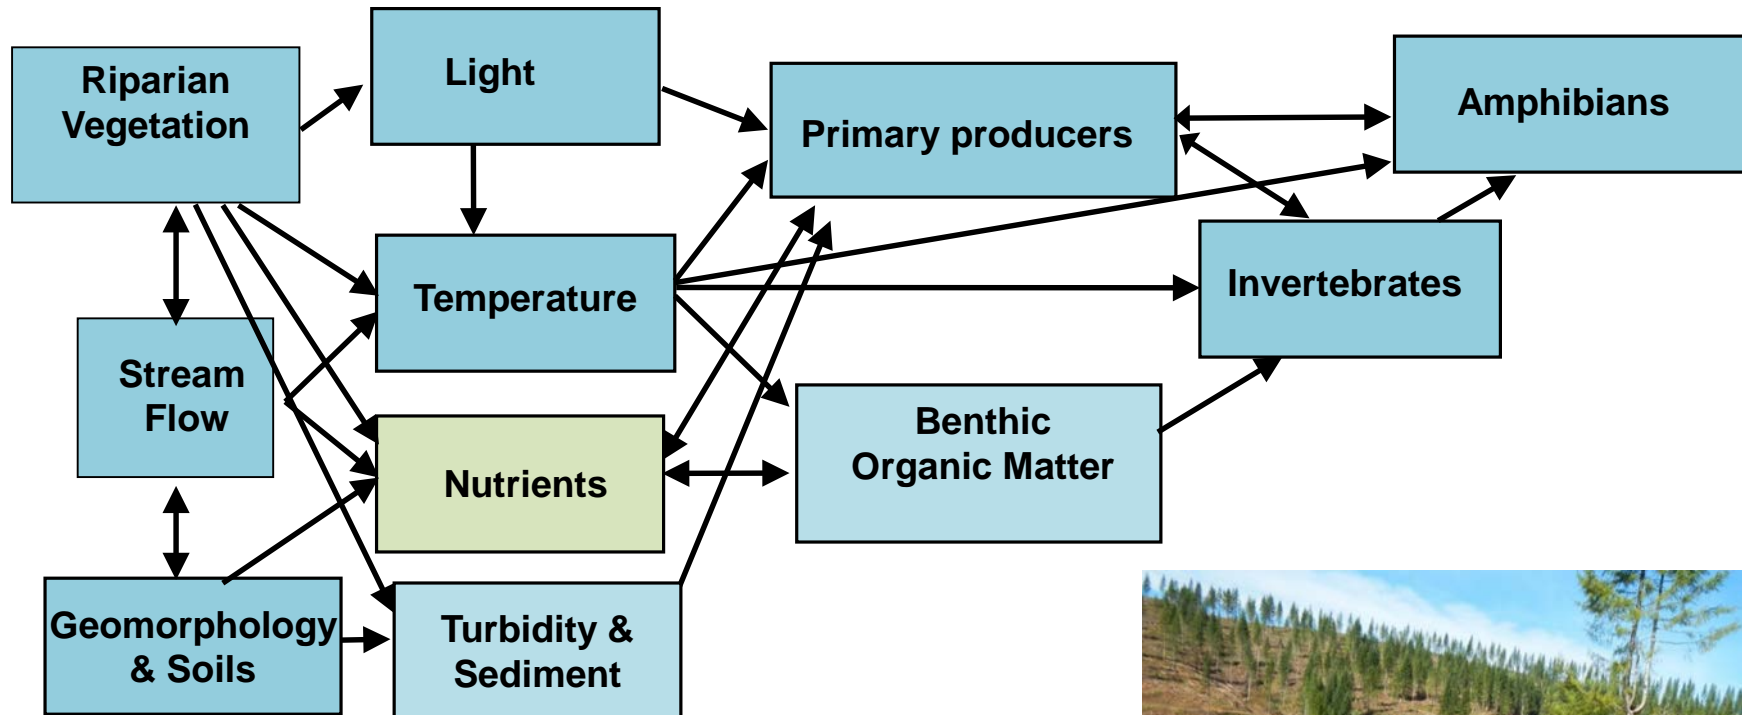 Riparian
Vegetation
Light
Primary producers
Amphibians
Temperature
Invertebrates
Stream
Flow
Nutrients
Benthic
Organic Matter
Geomorphology
& Soils
Turbidity &
Sediment